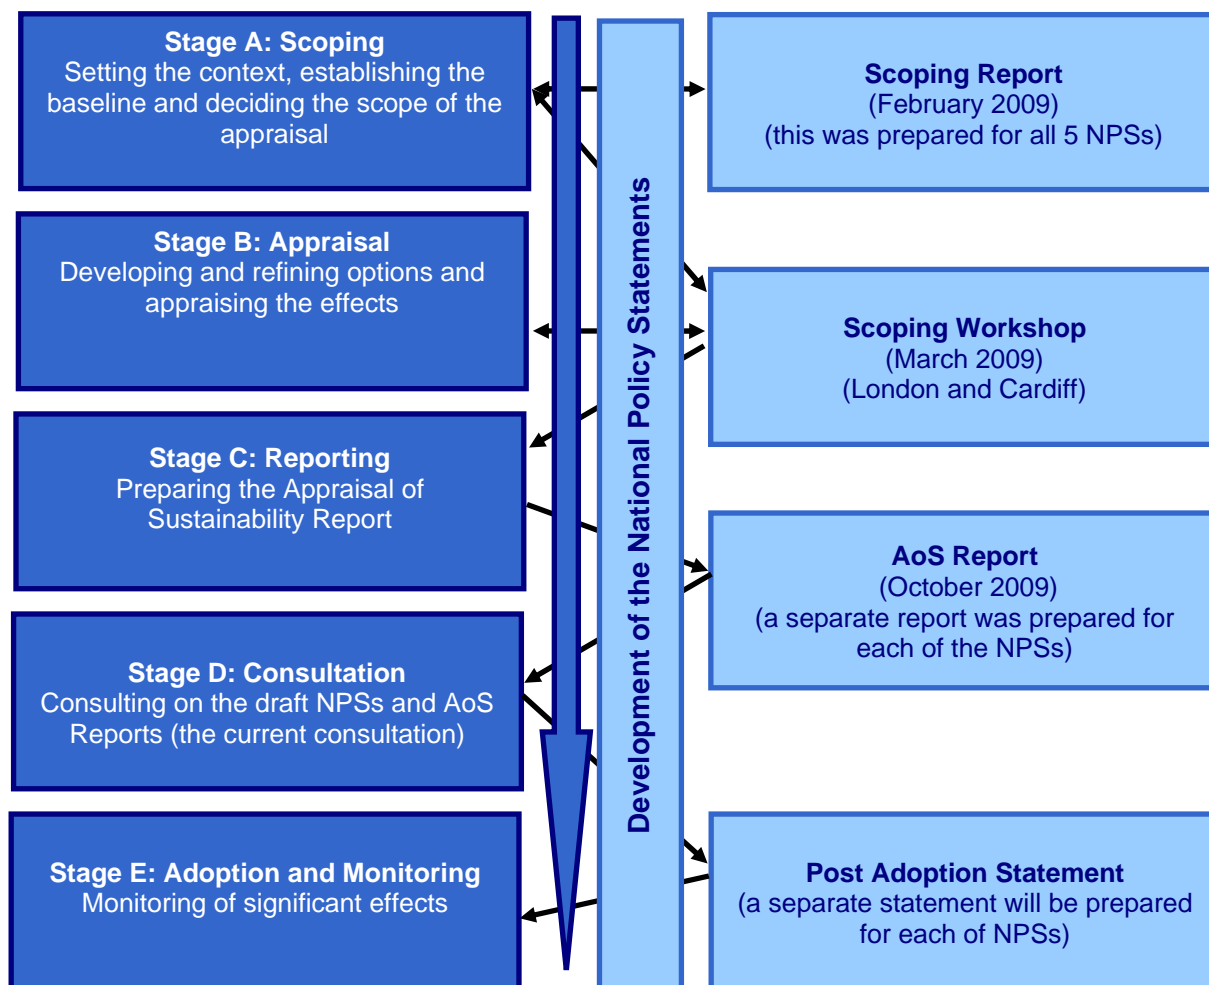 Stage A: Scoping
Setting the context, establishing the
baseline and deciding the scope of the
appraisal
Scoping Report
(February 2009)
(this was prepared for all 5 NPSs)
Stage B: Appraisal
Developing and refining options and
appraising the effects
Scoping Workshop
(March 2009)
(London and Cardiff)
Development of the National Policy Statements
Stage C: Reporting
Preparing the Appraisal of
Sustainability Report
AoS Report
(October 2009)
(a separate report was prepared for
each of the NPSs)
Stage D: Consultation
Consulting on the draft NPSs and AoS
Reports (the current consultation)
Stage E: Adoption and Monitoring
Monitoring of significant effects
Post Adoption Statement
(a separate statement will be prepared
for each of NPSs)